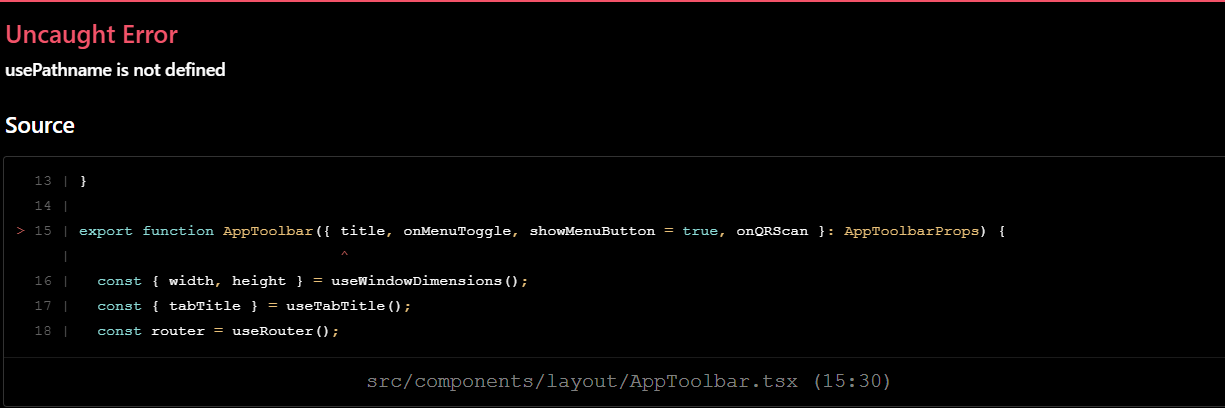 Uncaught Error
usePathname is not defined
Source
13 | }
14 |
> 15 | export function AppToolbar({ title, onMenuToggle, showMenuButton = true, onQRScan }: AppToolbarProps) {
| ^
16 | const { width, height } = useWindowDimensions();
17 | const { tabTitle } = useTabTitle();
18 | const router = useRouter();
src/components/layout/AppToolbar.tsx (15:30)